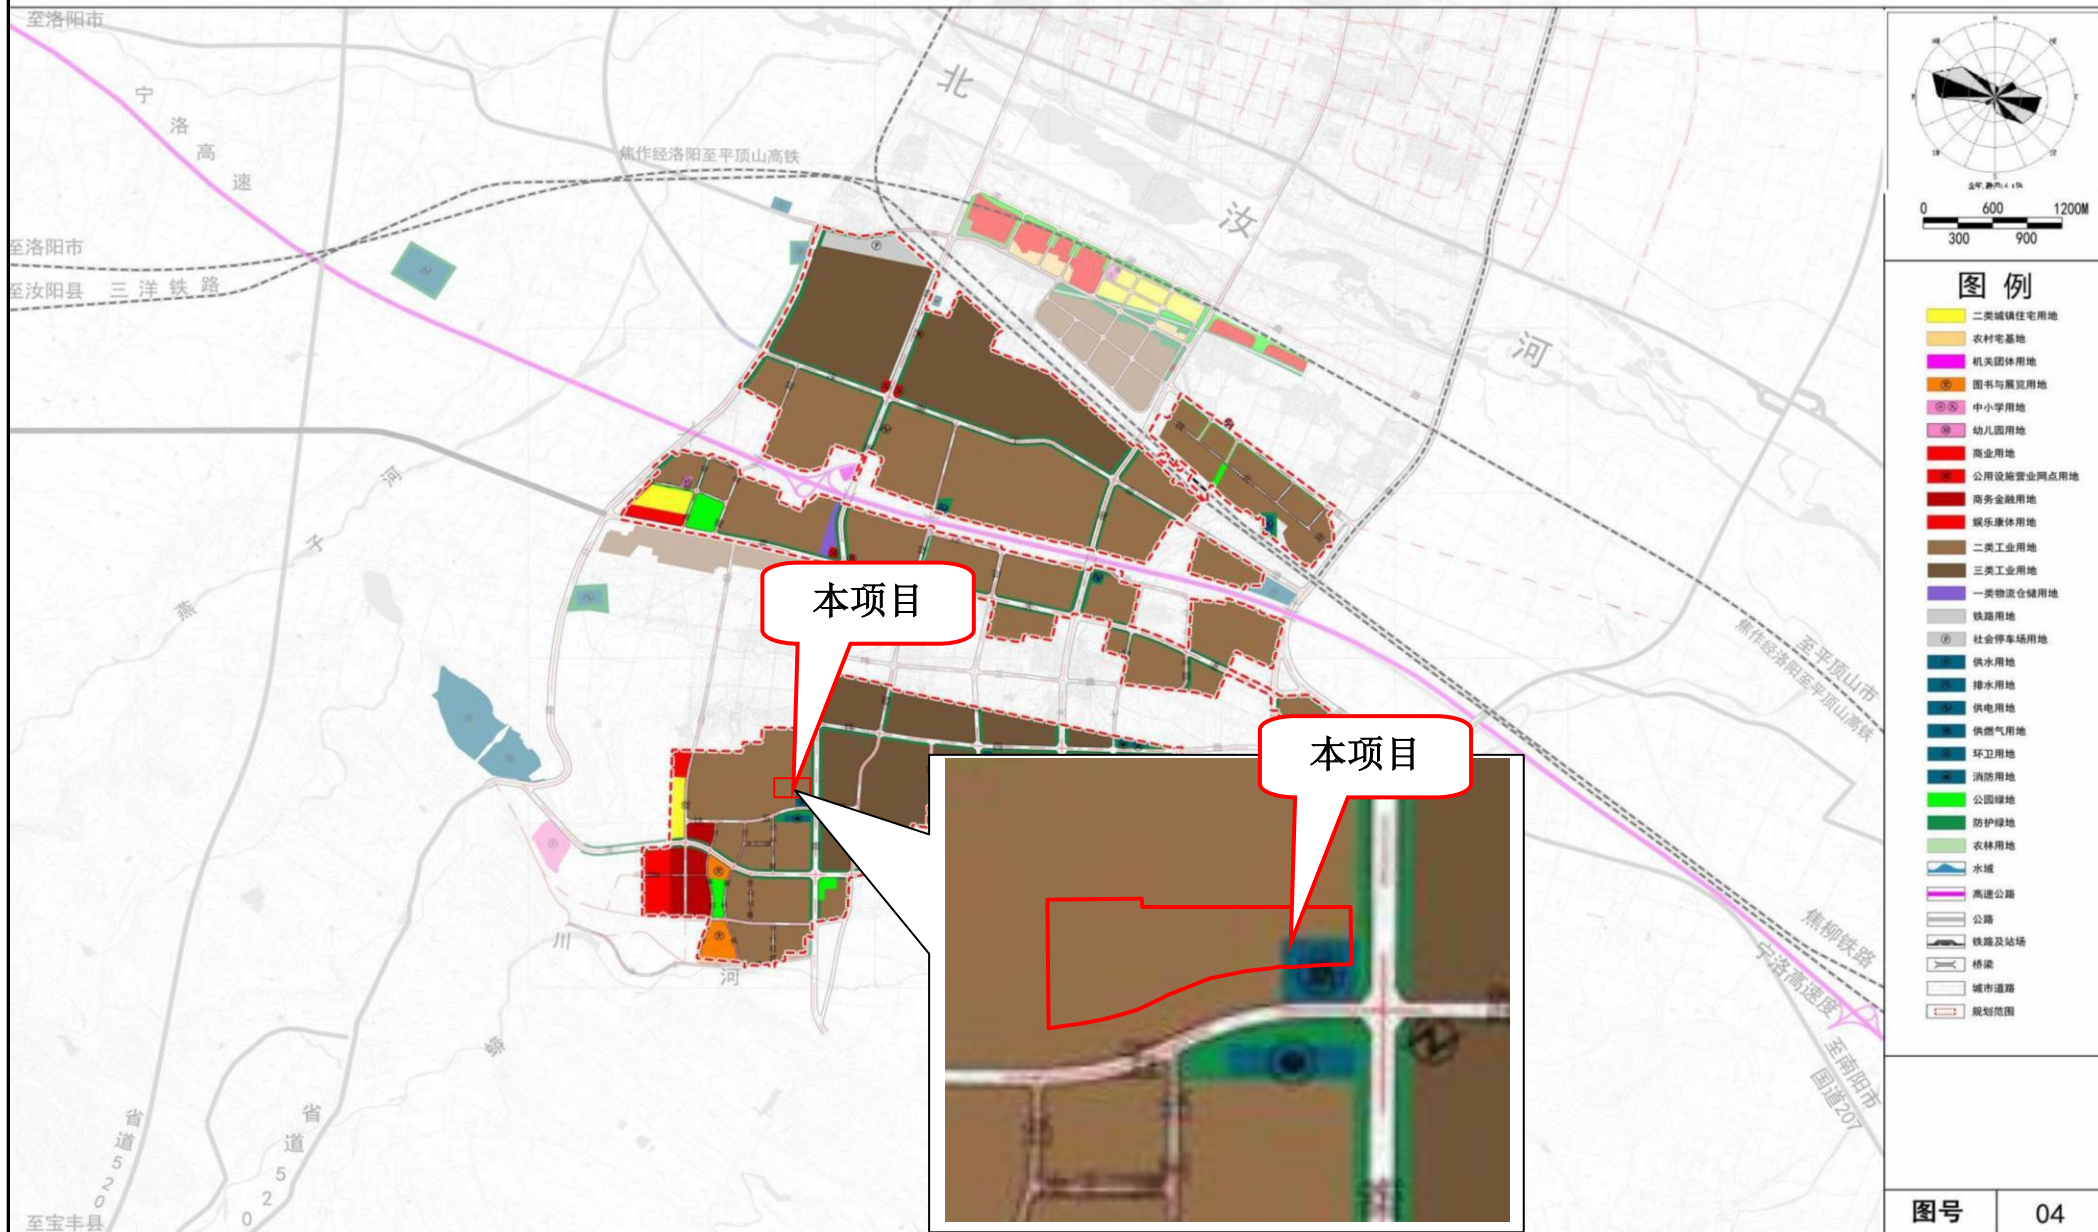 至洛阳市
宁洛高速
北
汝
河
焦作经洛阳至平顶山高铁
至洛阳市
至汝阳县
三洋铁路
燕子河
本项目
本项目
蟒川河
省道520
省道520
至宝丰县
至平顶山市
焦作经洛阳至平顶山高铁
焦柳铁路
宁洛高速度
至南阳市
国道207
0 600 1200M
300 900
图例
二类城镇住宅用地
农村宅基地
机关团体用地
图书与展览用地
中小学用地
幼儿园用地
商业用地
公用设施营业网点用地
商务金融用地
娱乐康体用地
二类工业用地
三类工业用地
一类物流仓储用地
铁路用地
社会停车场用地
供水用地
排水用地
供电用地
供燃气用地
环卫用地
消防用地
公园绿地
防护绿地
农林用地
水域
高速公路
公路
铁路及站场
桥梁
城市道路
规划范围
图号 04